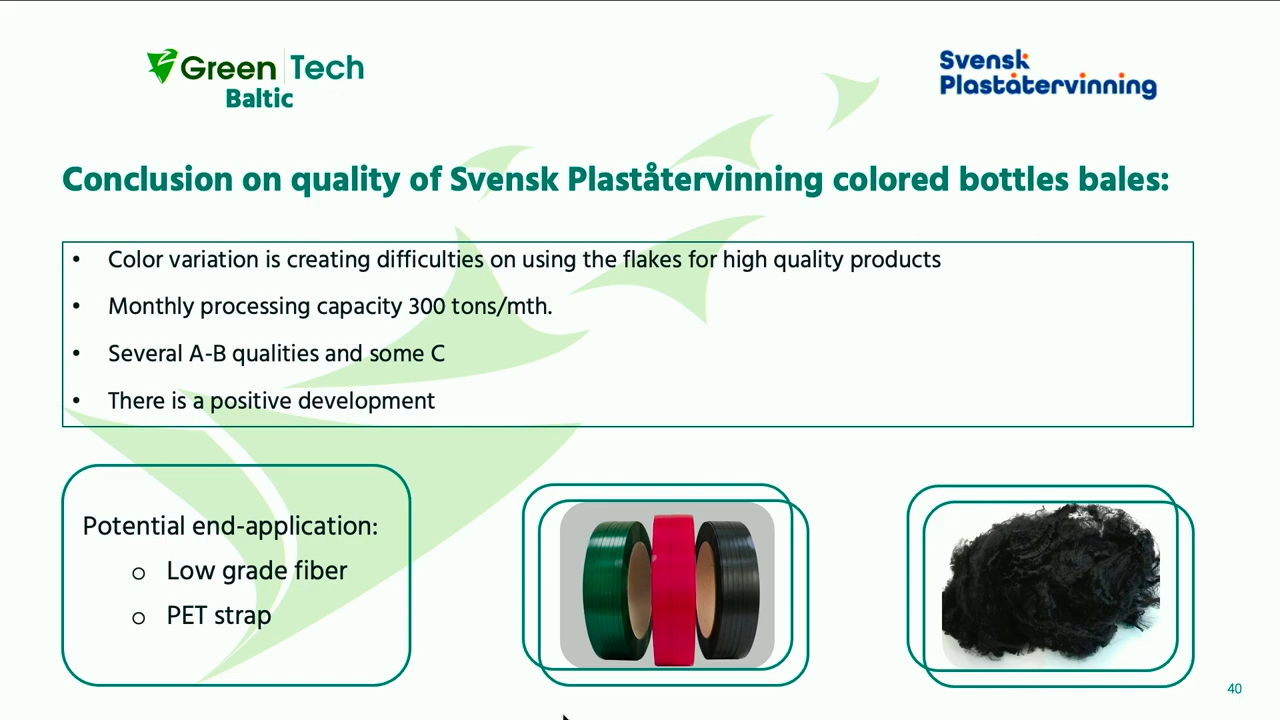 Green Tech
Baltic
Svensk
Plaståtervinning
Conclusion on quality of Svensk Plaståtervinning colored bottles bales:
• Color variation is creating difficulties on using the flakes for high quality products
• Monthly processing capacity 300 tons/mth.
• Several A-B qualities and some C
• There is a positive development
Potential end-application:
o Low grade fiber
o PET strap
40